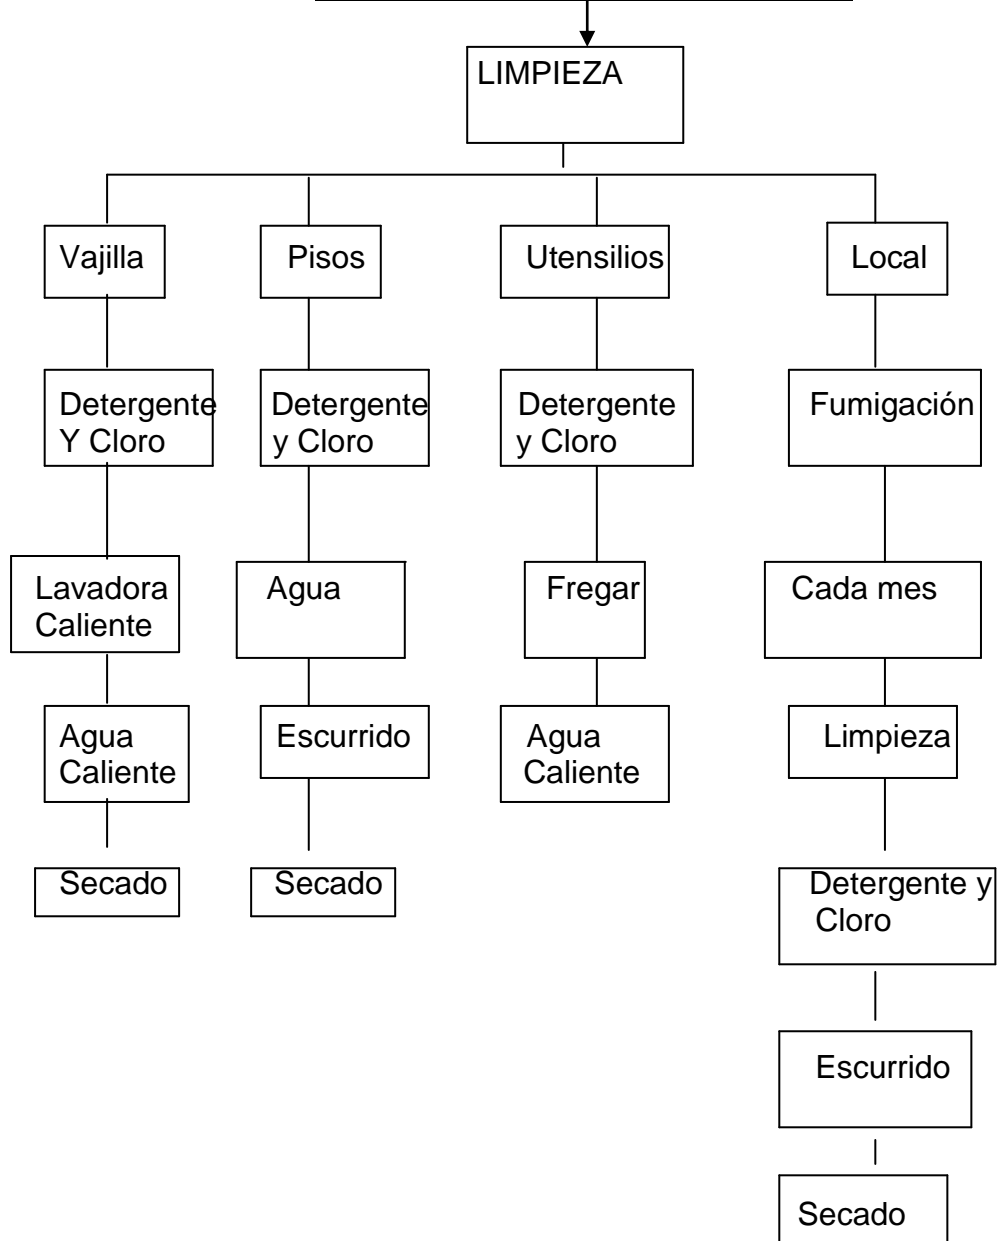 LIMPIEZA
Vajilla
Pisos
Utensilios
Local
Detergente
Y Cloro
Detergente
y Cloro
Detergente
y Cloro
Fumigación
Lavadora
Caliente
Agua
Fregar
Cada mes
Agua
Caliente
Escurrido
Agua
Caliente
Limpieza
Secado
Secado
Detergente y
Cloro
Escurrido
Secado